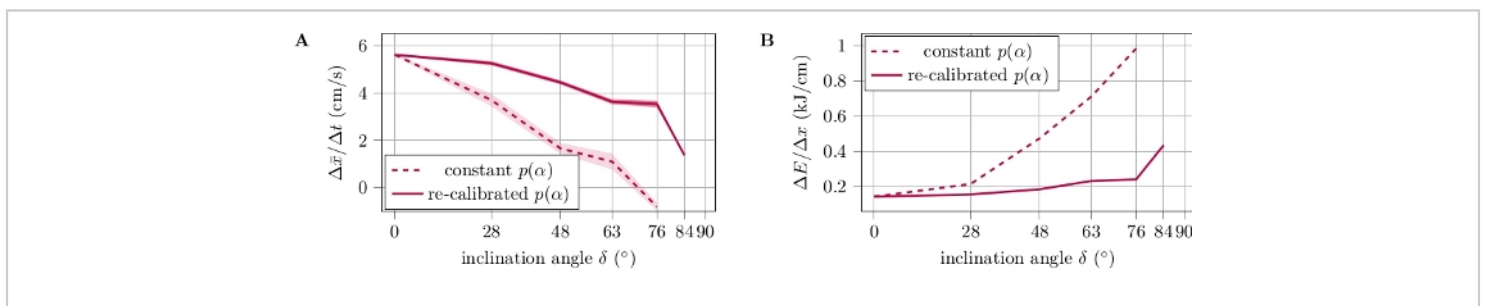 A
6
4
2
0
Δx̄/Δt (cm/s)
constant p(α)
re-calibrated p(α)
0 28 48 63 76 84 90
inclination angle δ (°)
B
1
0.8
0.6
0.4
0.2
ΔE/Δx (kJ/cm)
constant p(α)
re-calibrated p(α)
0 28 48 63 76 84 90
inclination angle δ (°)